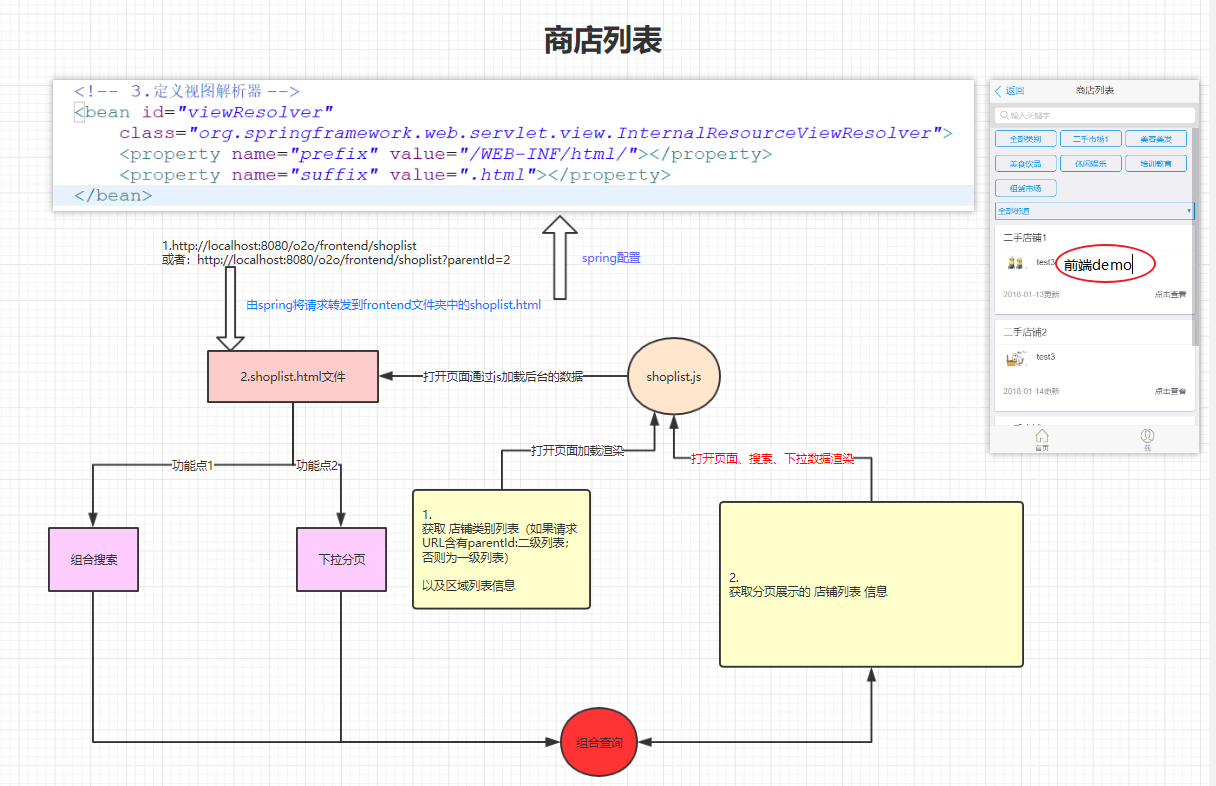 商店列表
<!-- 3.定义视图解析器 -->
<bean id="viewResolver"
class="org.springframework.web.servlet.view.InternalResourceViewResolver">
<property name="prefix" value="/WEB-INF/html/"></property>
<property name="suffix" value=".html"></property>
</bean>
返回
商店列表
输入关键字
全部类别
二手市场1
美容美发
美食饮品
休闲娱乐
培训教育
租赁市场
全部街道
二手店铺1
test3
前端demo
2018-01-13更新
点击查看
二手店铺2
test3
2018-01-14更新
点击查看
首页
我
1.http://localhost:8080/o2o/frontend/shoplist
或者：http://localhost:8080/o2o/frontend/shoplist?parentId=2
spring配置
由spring将请求转发到frontend文件夹中的shoplist.html
2.shoplist.html文件
打开页面通过js加载后台的数据
shoplist.js
功能点1
功能点2
打开页面加载渲染
打开页面、搜索、下拉数据渲染
组合搜索
下拉分页
1.
获取 店铺类别列表（如果请求
URL含有parentId:二级列表；
否则为一级列表）
以及区域列表信息
2.
获取分页展示的 店铺列表 信息
组合查询